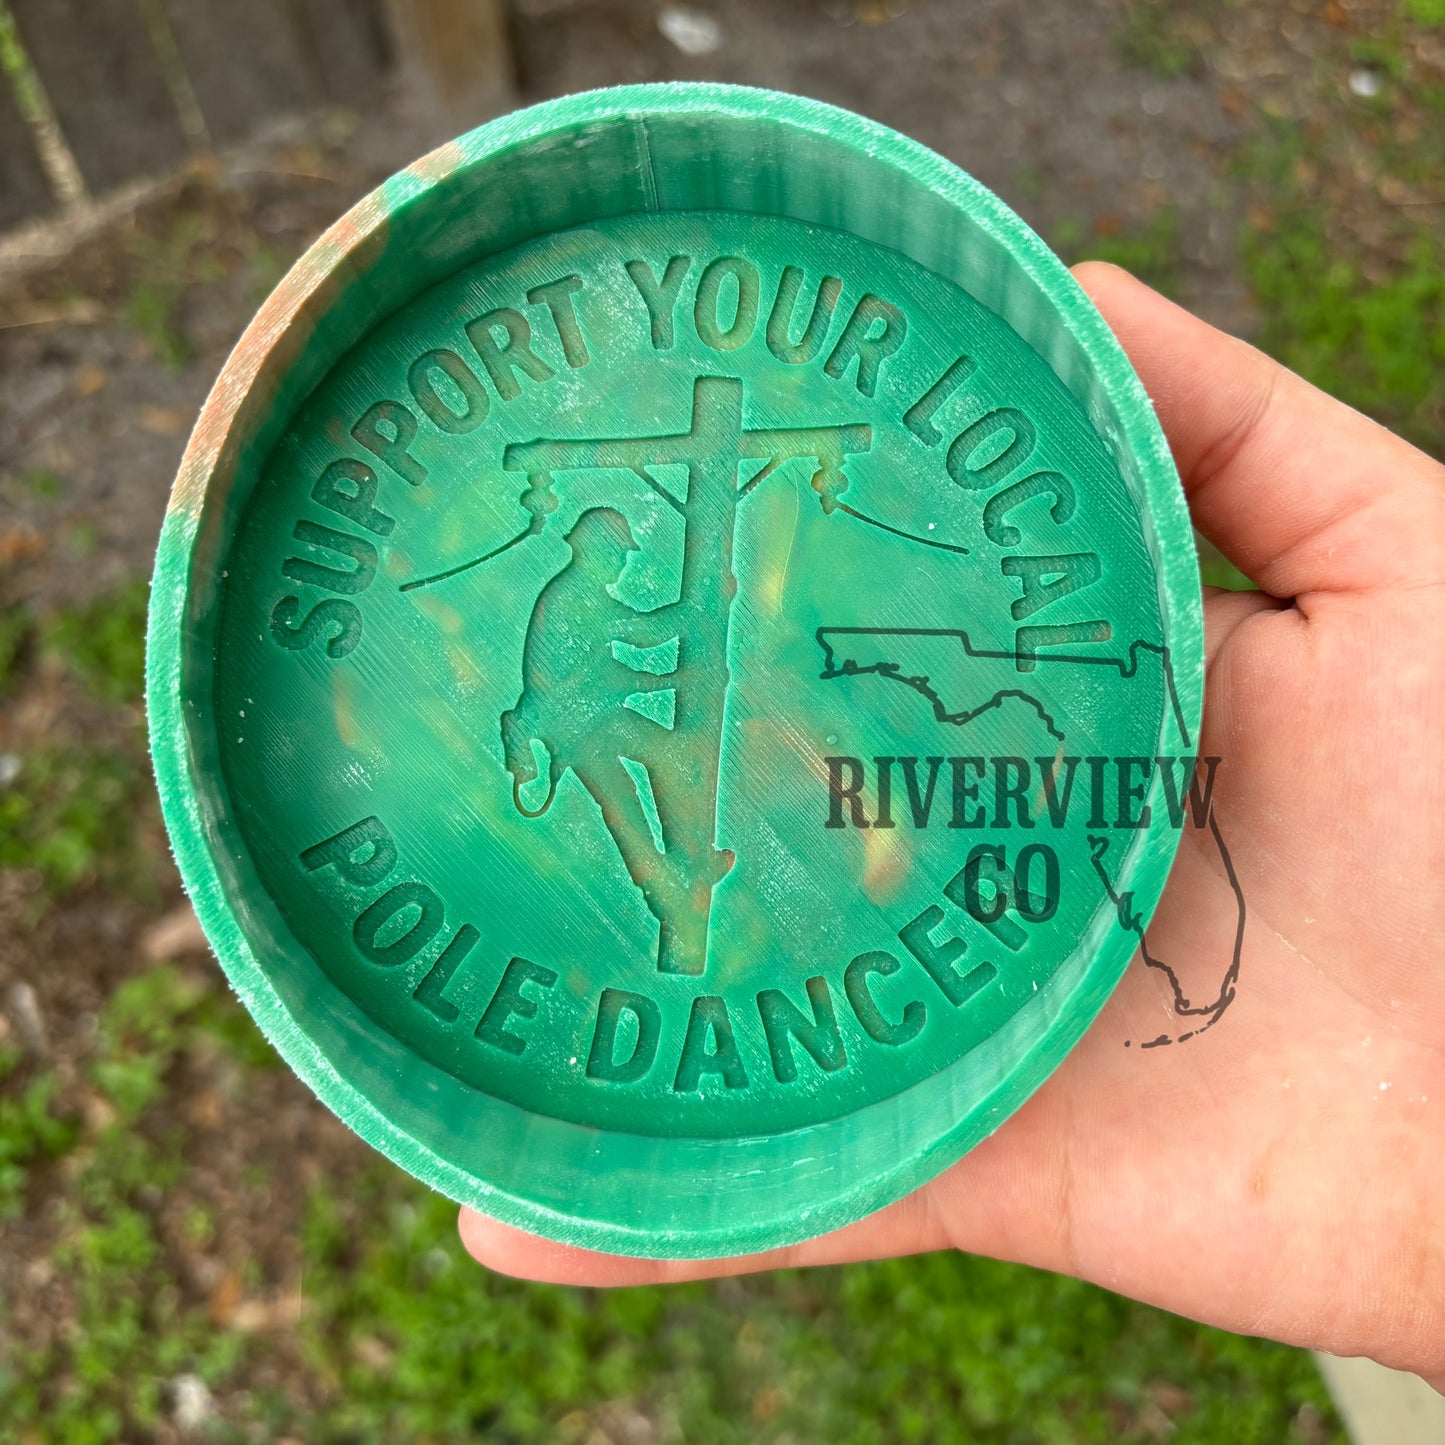 SUPPORT YOUR LOCAL
POLE DANCER
RIVERVIEW
CO